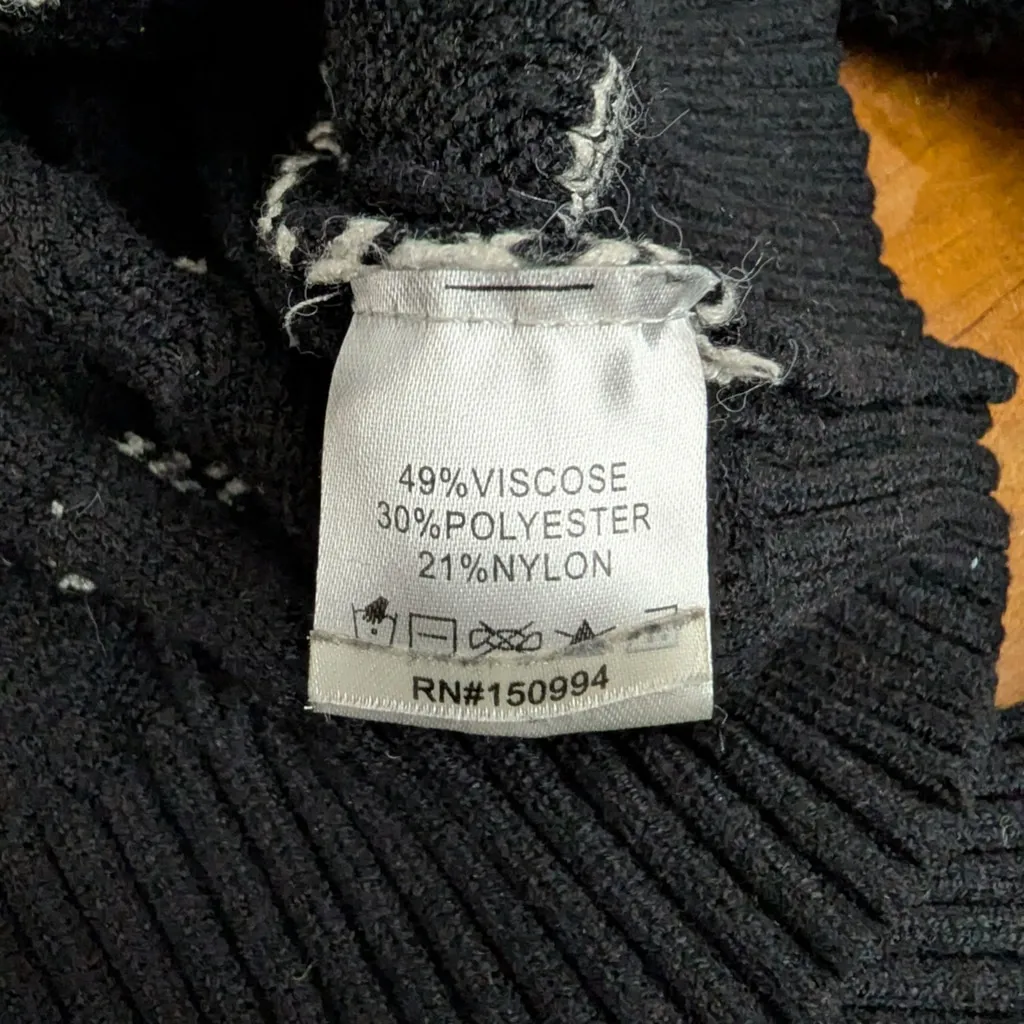 49%VISCOSE
30%POLYESTER
21%NYLON
RN#150994